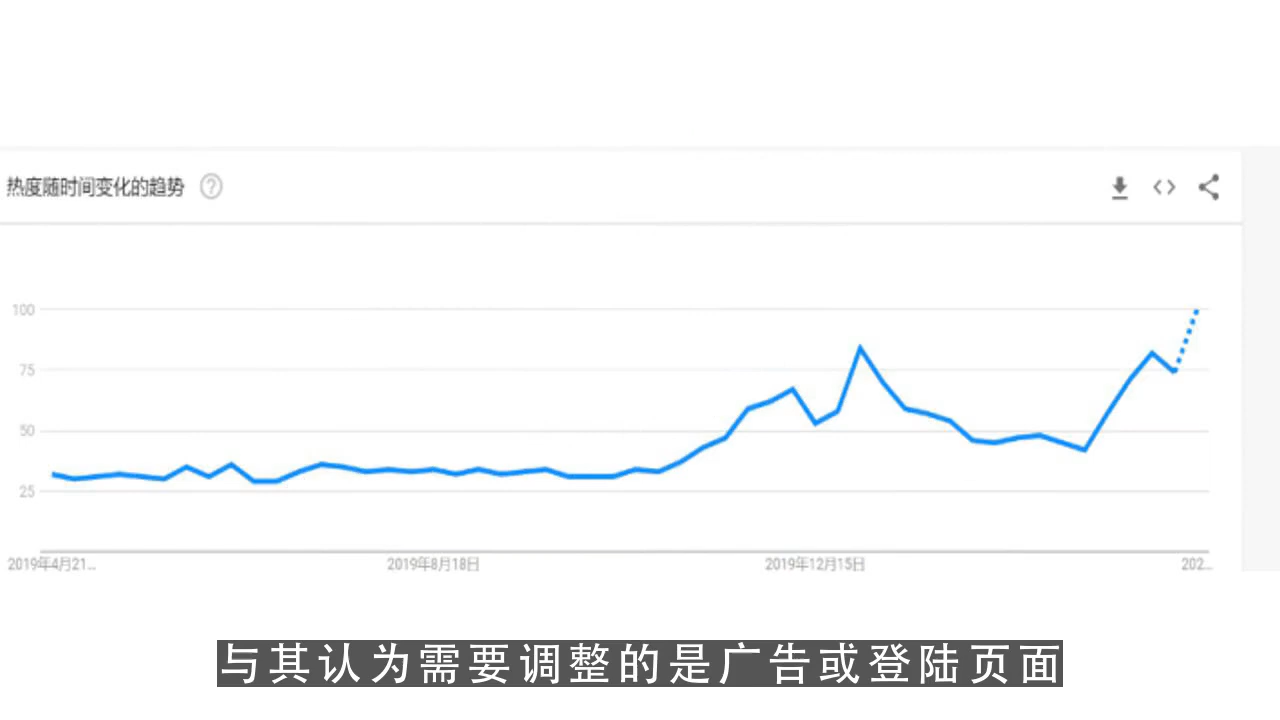 热度随时间变化的趋势 ?
100
75
50
25
2019年4月21...
2019年8月18日
2019年12月15日
202...
与其认为需要调整的是广告或登陆页面